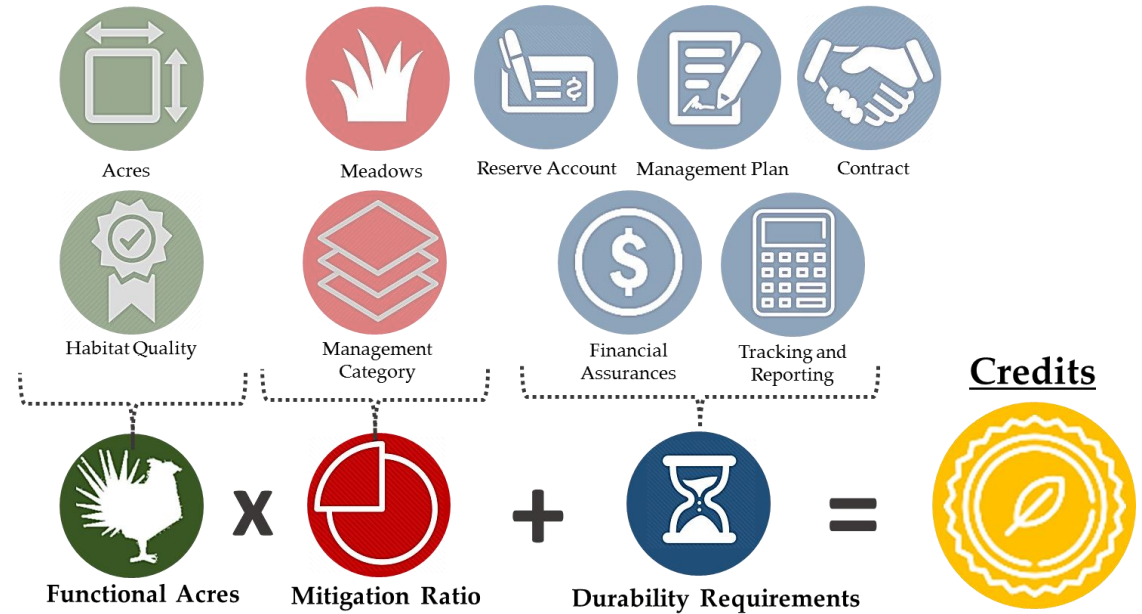 Acres
Meadows
Reserve Account
Management Plan
Contract
Habitat Quality
Management
Category
Financial
Assurances
Tracking and
Reporting
Credits
X
+
=
Functional Acres
Mitigation Ratio
Durability Requirements